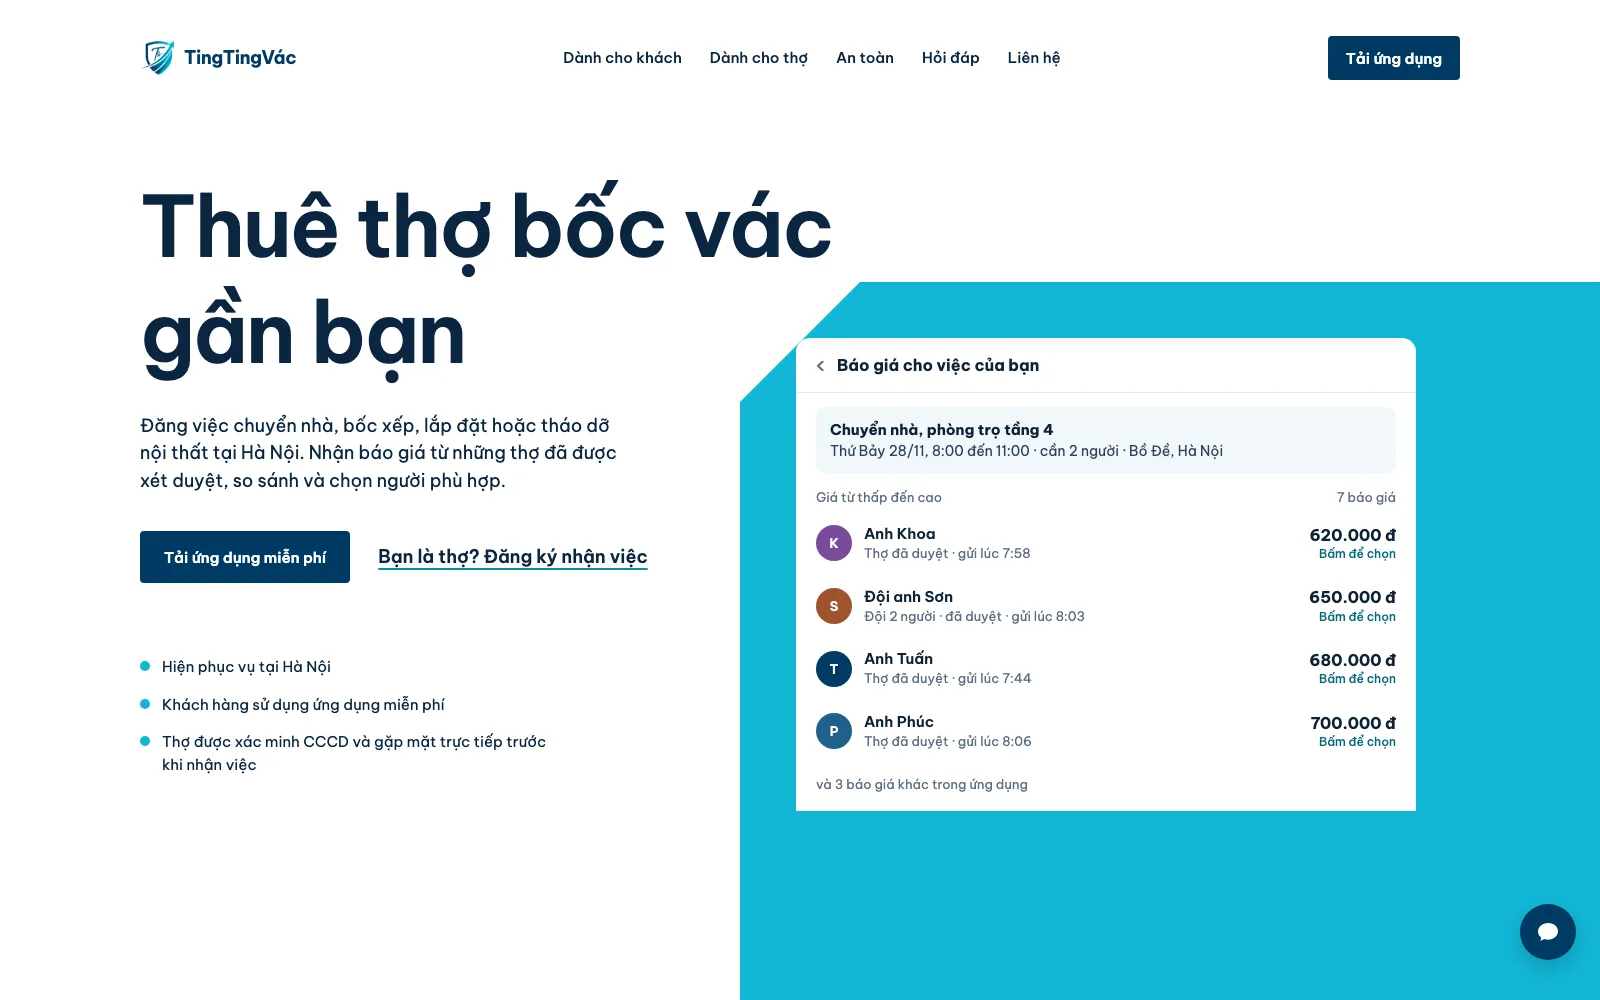 TingTingVác
Dành cho khách
Dành cho thợ
An toàn
Hỏi đáp
Liên hệ
Tải ứng dụng
Thuê thợ bốc vác
gần bạn
Đăng việc chuyển nhà, bốc xếp, lắp đặt hoặc tháo dỡ
nội thất tại Hà Nội. Nhận báo giá từ những thợ đã được
xét duyệt, so sánh và chọn người phù hợp.
Tải ứng dụng miễn phí
Bạn là thợ? Đăng ký nhận việc
Hiện phục vụ tại Hà Nội
Khách hàng sử dụng ứng dụng miễn phí
Thợ được xác minh CCCD và gặp mặt trực tiếp trước
khi nhận việc
Báo giá cho việc của bạn
Chuyển nhà, phòng trọ tầng 4
Thứ Bảy 28/11, 8:00 đến 11:00 · cần 2 người · Bồ Đề, Hà Nội
Giá từ thấp đến cao
7 báo giá
K
Anh Khoa
620.000 đ
Thợ đã duyệt · gửi lúc 7:58
Bấm để chọn
S
Đội anh Sơn
650.000 đ
Đội 2 người · đã duyệt · gửi lúc 8:03
Bấm để chọn
T
Anh Tuấn
680.000 đ
Thợ đã duyệt · gửi lúc 7:44
Bấm để chọn
P
Anh Phúc
700.000 đ
Thợ đã duyệt · gửi lúc 8:06
Bấm để chọn
và 3 báo giá khác trong ứng dụng